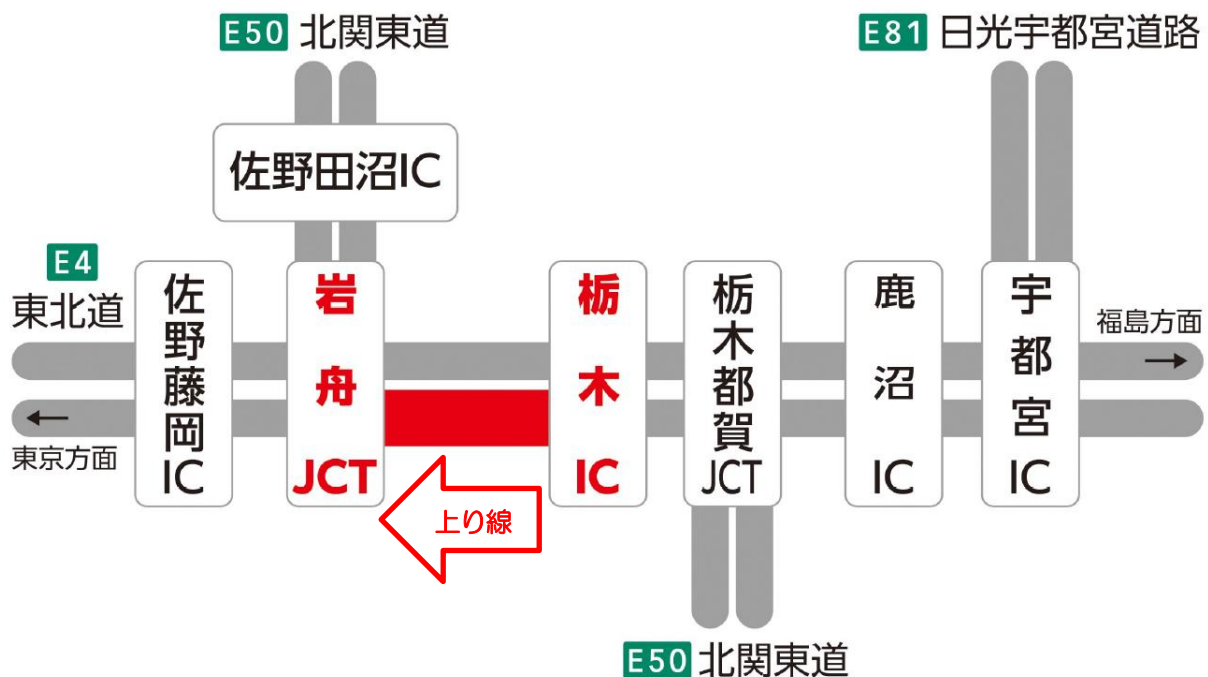 E50 北関東道
E81 日光宇都宮道路
佐野田沼IC
E4
東北道
佐野藤岡IC
岩舟JCT
栃木IC
栃木都賀JCT
鹿沼IC
宇都宮IC
福島方面
→
←
東京方面
上り線
E50 北関東道